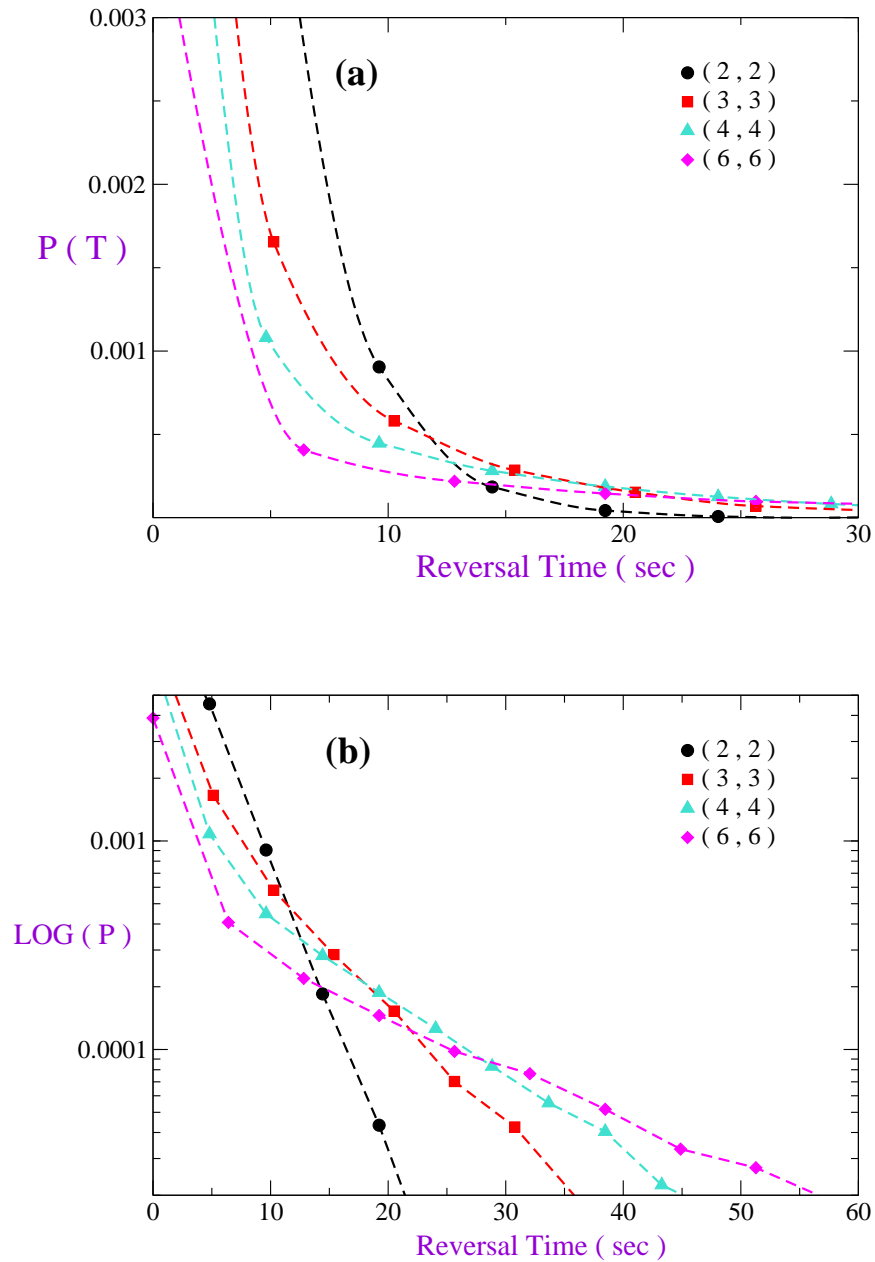 0.003
(a)
( 2 , 2 )
( 3 , 3 )
( 4 , 4 )
( 6 , 6 )
0.002
P ( T )
0.001
0 10 20 30
Reversal Time ( sec )
(b)
( 2 , 2 )
( 3 , 3 )
( 4 , 4 )
( 6 , 6 )
0.001
LOG ( P )
0.0001
0 10 20 30 40 50 60
Reversal Time ( sec )